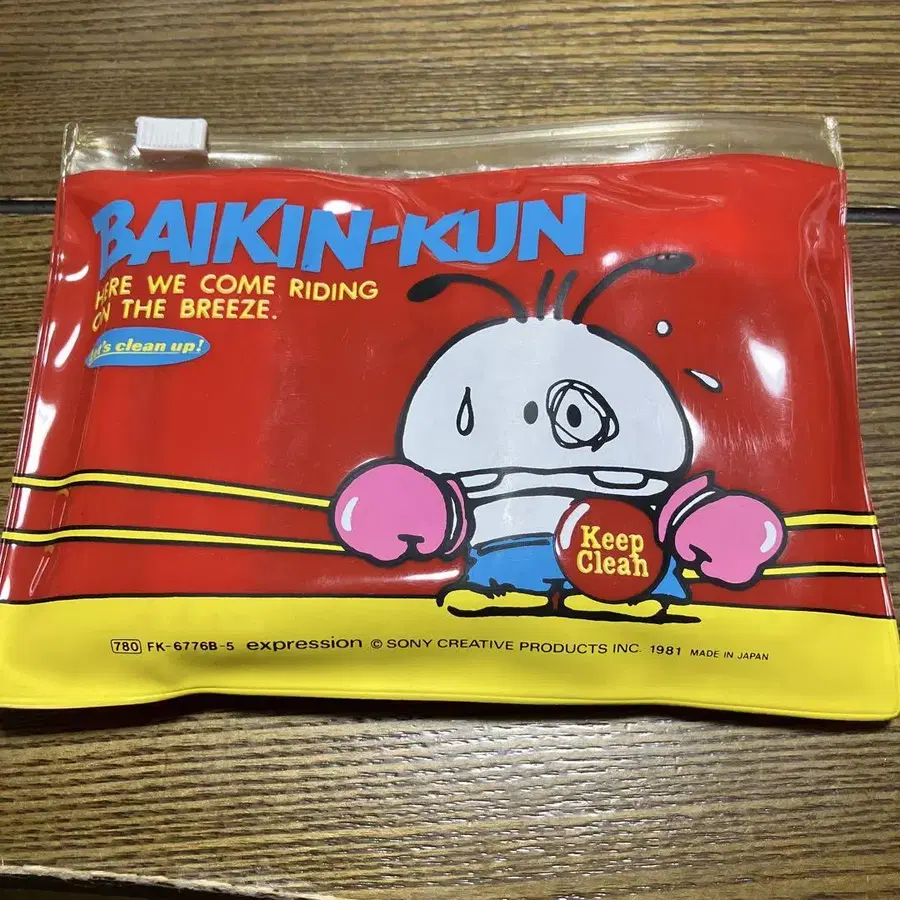 BAIKIN-KUN
HERE WE COME RIDING
ON THE BREEZE.
Let's clean up!
Keep
Clean
780 FK-6776B-5 expression © SONY CREATIVE PRODUCTS INC. 1981 MADE IN JAPAN